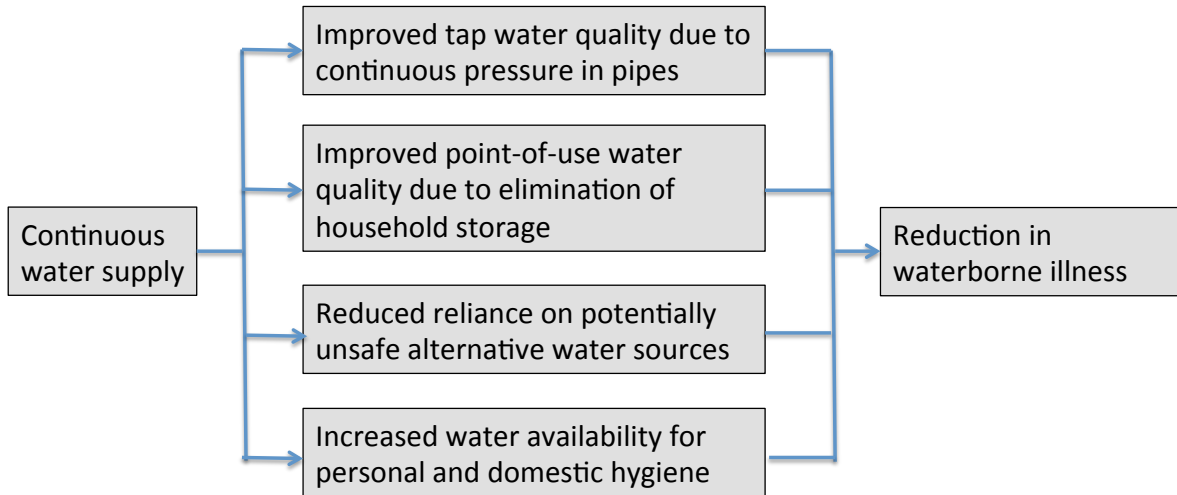 Improved tap water quality due to
continuous pressure in pipes
Improved point-of-use water
quality due to elimination of
household storage
Continuous
water supply
Reduction in
waterborne illness
Reduced reliance on potentially
unsafe alternative water sources
Increased water availability for
personal and domestic hygiene